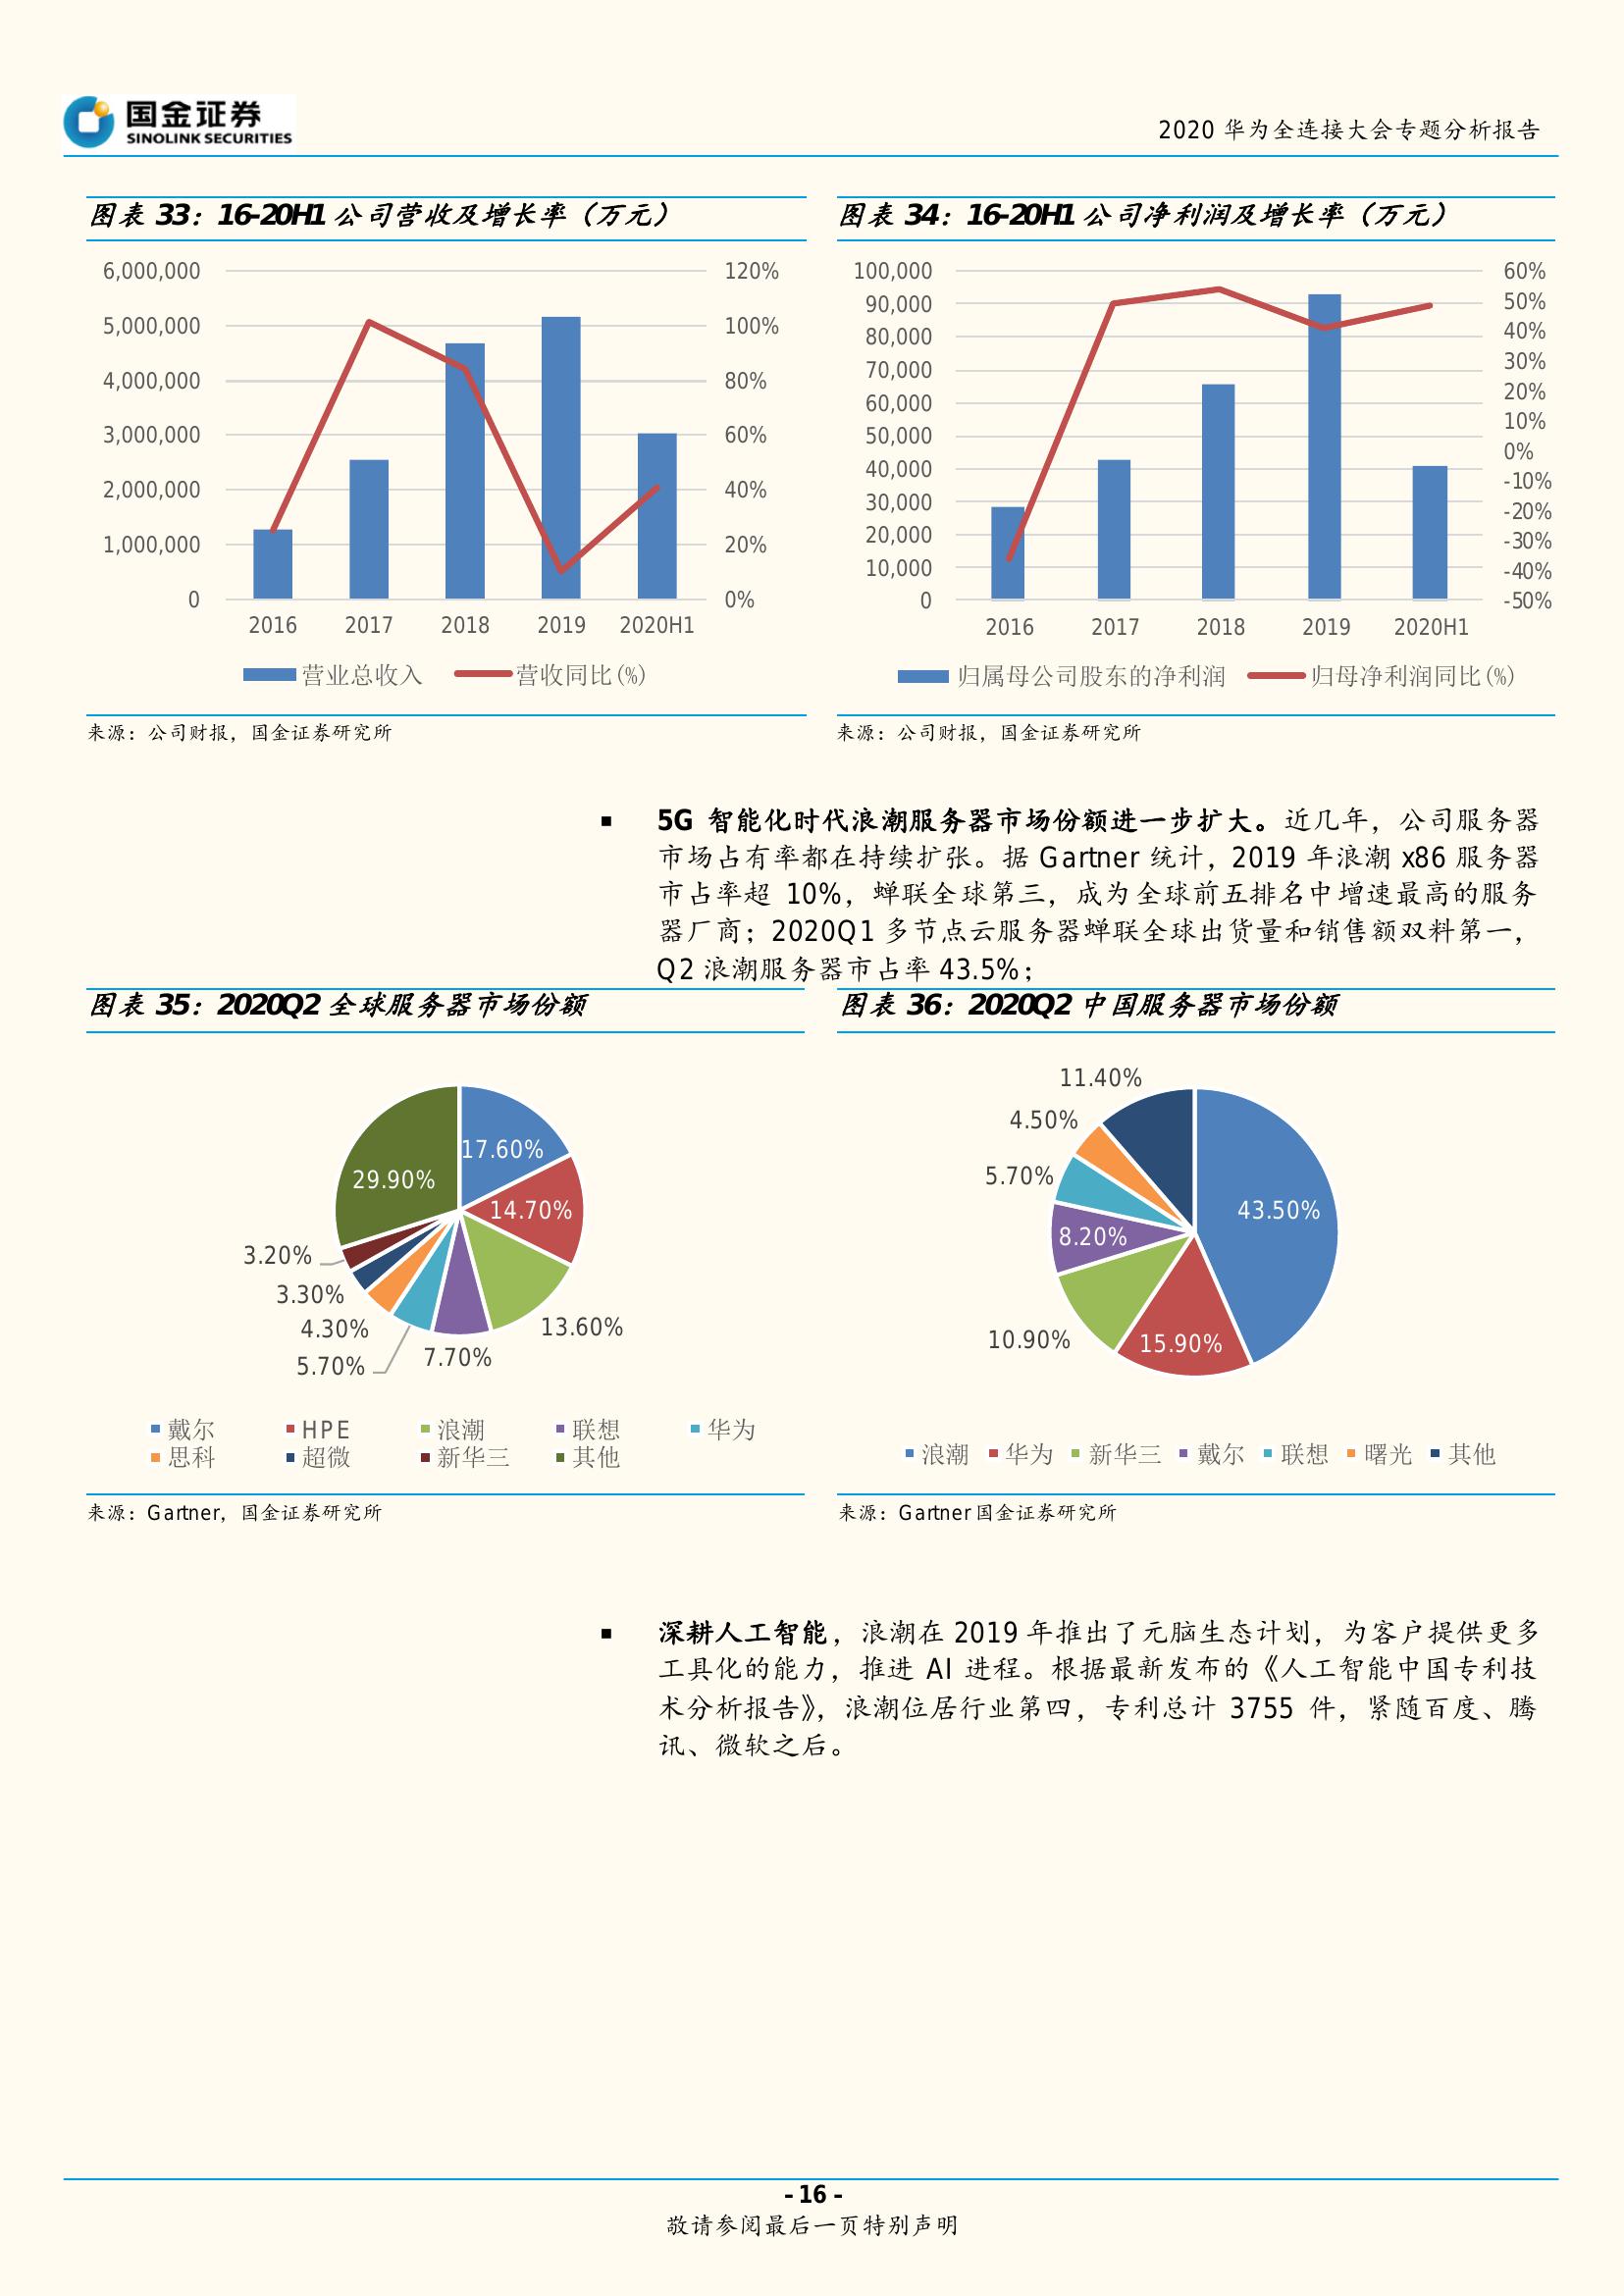 国金证券
SINOLINK SECURITIES
2020 华为全连接大会专题分析报告
图表 33：16-20H1 公司营收及增长率（万元）
6,000,000
5,000,000
4,000,000
3,000,000
2,000,000
1,000,000
0
120%
100%
80%
60%
40%
20%
0%
2016 2017 2018 2019 2020H1
营业总收入 营收同比(%)
来源：公司财报，国金证券研究所
图表 34：16-20H1 公司净利润及增长率（万元）
100,000
90,000
80,000
70,000
60,000
50,000
40,000
30,000
20,000
10,000
0
60%
50%
40%
30%
20%
10%
0%
-10%
-20%
-30%
-40%
-50%
2016 2017 2018 2019 2020H1
归属母公司股东的净利润 归母净利润同比(%)
来源：公司财报，国金证券研究所
■ 5G 智能化时代浪潮服务器市场份额进一步扩大。近几年，公司服务器
市场占有率都在持续扩张。据 Gartner 统计，2019 年浪潮 x86 服务器
市占率超 10%，蝉联全球第三，成为全球前五排名中增速最高的服务
器厂商；2020Q1 多节点云服务器蝉联全球出货量和销售额双料第一，
Q2 浪潮服务器市占率 43.5%；
图表 35：2020Q2 全球服务器市场份额
17.60%
14.70%
13.60%
7.70%
5.70%
4.30%
3.30%
3.20%
29.90%
戴尔 HPE 浪潮 联想 华为
思科 超微 新华三 其他
来源：Gartner，国金证券研究所
图表 36：2020Q2 中国服务器市场份额
43.50%
15.90%
10.90%
8.20%
5.70%
4.50%
11.40%
浪潮 华为 新华三 戴尔 联想 曙光 其他
来源：Gartner 国金证券研究所
■ 深耕人工智能，浪潮在 2019 年推出了元脑生态计划，为客户提供更多
工具化的能力，推进 AI 进程。根据最新发布的《人工智能中国专利技
术分析报告》，浪潮位居行业第四，专利总计 3755 件，紧随百度、腾
讯、微软之后。
- 16 -
敬请参阅最后一页特别声明